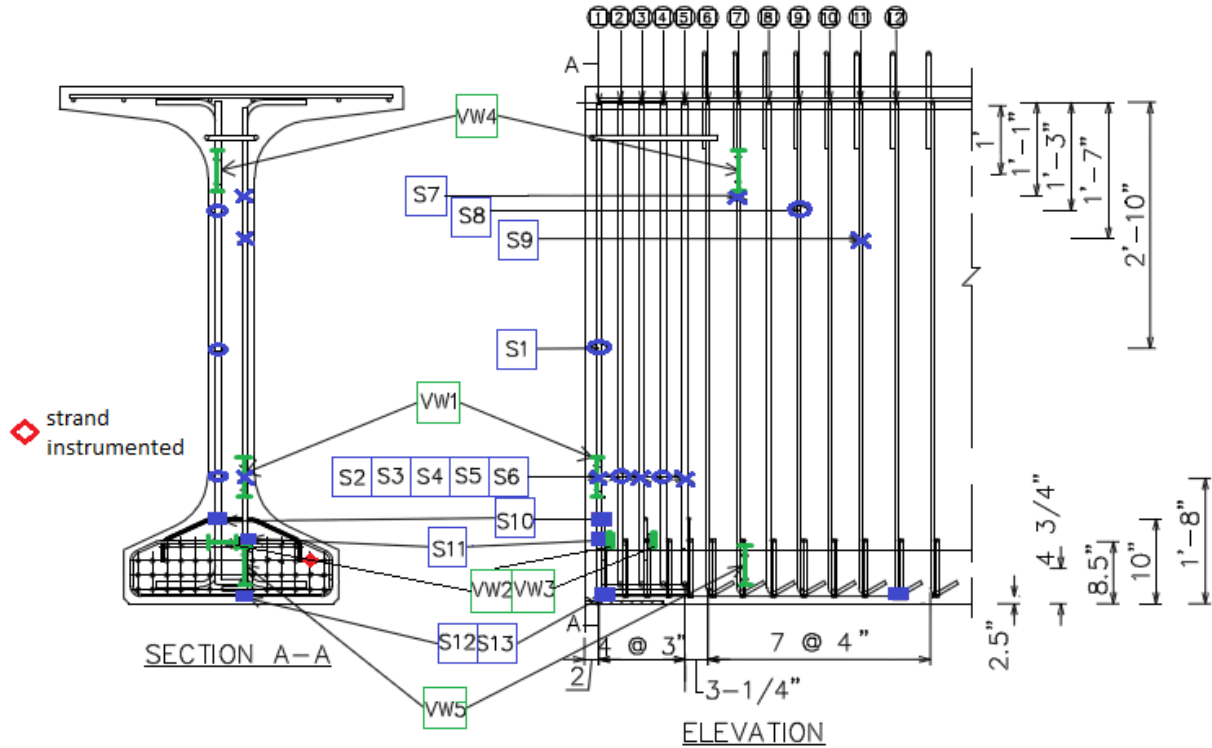 1 2 3 4 5 6 7 8 9 10 11 12
A
VW4
S7
S8
S9
1'
1'-1"
1'-3"
1'-7"
2'-10"
S1
VW1
strand
instrumented
S2 S3 S4 S5 S6
S10
S11
VW2 VW3
S12 S13
VW5
4 3/4"
8.5"
10"
1'-8"
2.5"
A
4 @ 3"
7 @ 4"
2
3-1/4"
SECTION A-A
ELEVATION